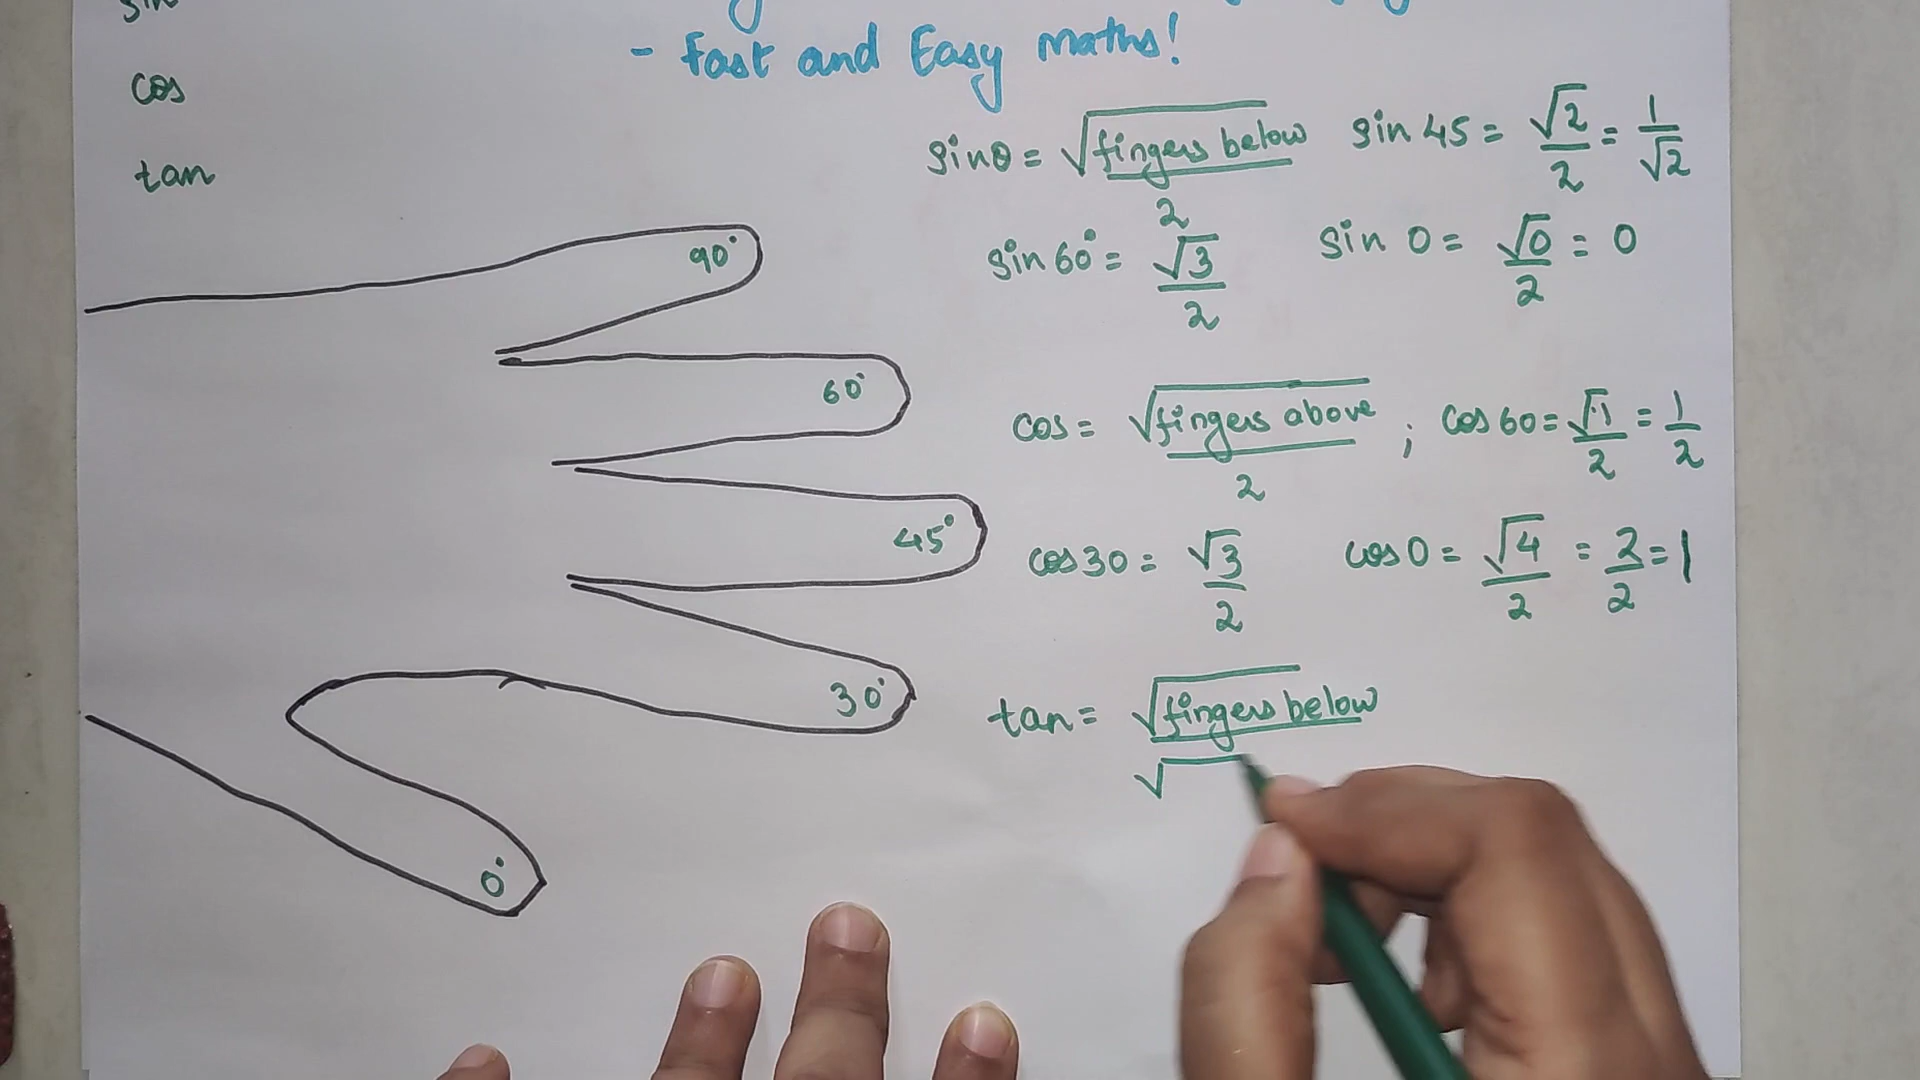 sin
- Fast and Easy maths!
cos
tan
sinθ = √fingers below / 2
sin 45 = √2/2 = 1/√2
sin 60° = √3/2
sin 0 = √0/2 = 0
90°
60°
45°
30°
0°
cos = √fingers above / 2 ; cos 60 = √1/2 = 1/2
cos 30 = √3/2
cos 0 = √4/2 = 2/2 = 1
tan = √fingers below / √